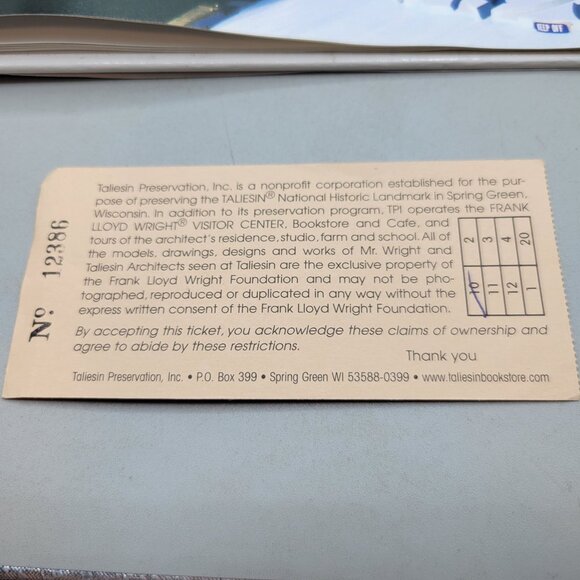 KEEP OFF
Taliesin Preservation, Inc. is a nonprofit corporation established for the pur-
pose of preserving the TALIESIN® National Historic Landmark in Spring Green,
Wisconsin. In addition to its preservation program, TPI operates the FRANK
LLOYD WRIGHT® VISITOR CENTER, Bookstore and Cafe, and
tours of the architect's residence, studio, farm and school. All of
the models, drawings, designs and works of Mr. Wright and
Taliesin Architects seen at Taliesin are the exclusive property of
the Frank Lloyd Wright Foundation and may not be pho-
tographed, reproduced or duplicated in any way without the
express written consent of the Frank Lloyd Wright Foundation.
By accepting this ticket, you acknowledge these claims of ownership and
agree to abide by these restrictions.
Thank you
Taliesin Preservation, Inc. • P.O. Box 399 • Spring Green WI 53588-0399 • www.taliesinbookstore.com
No 12386
10 11 12 1
2 3 4 20